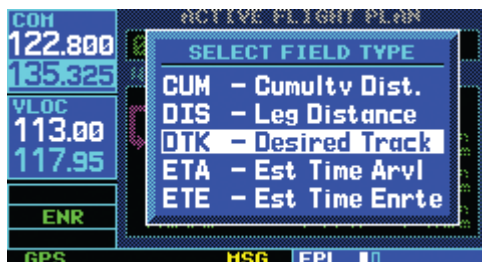 COM
122.800
135.325
VLOC
113.00
117.95
ENR
GPS
ACTIVE FLIGHT PLAN
SELECT FIELD TYPE
CUM - Cumultv Dist.
DIS - Leg Distance
DTK - Desired Track
ETA - Est Time Arvl
ETE - Est Time Enrte
MSG
FPL